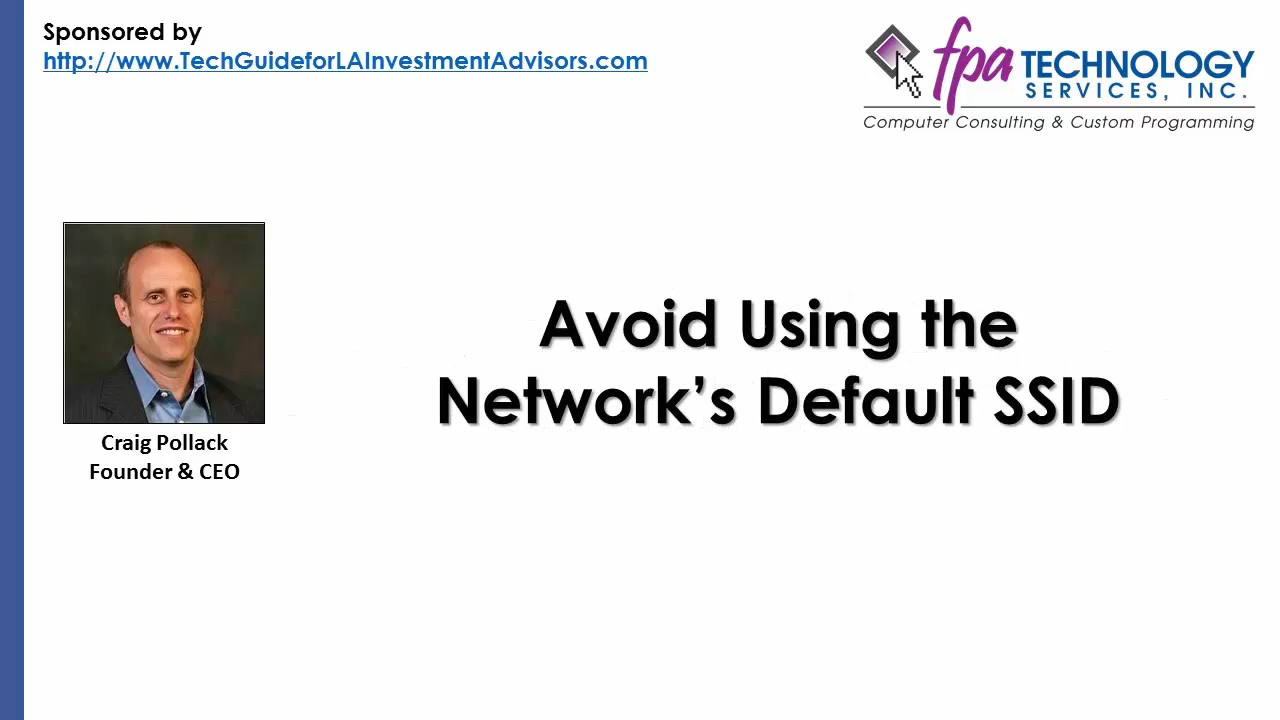 Sponsored by
http://www.TechGuideforLAInvestmentAdvisors.com
fpa TECHNOLOGY
SERVICES, INC.
Computer Consulting & Custom Programming
Avoid Using the
Network’s Default SSID
Craig Pollack
Founder & CEO